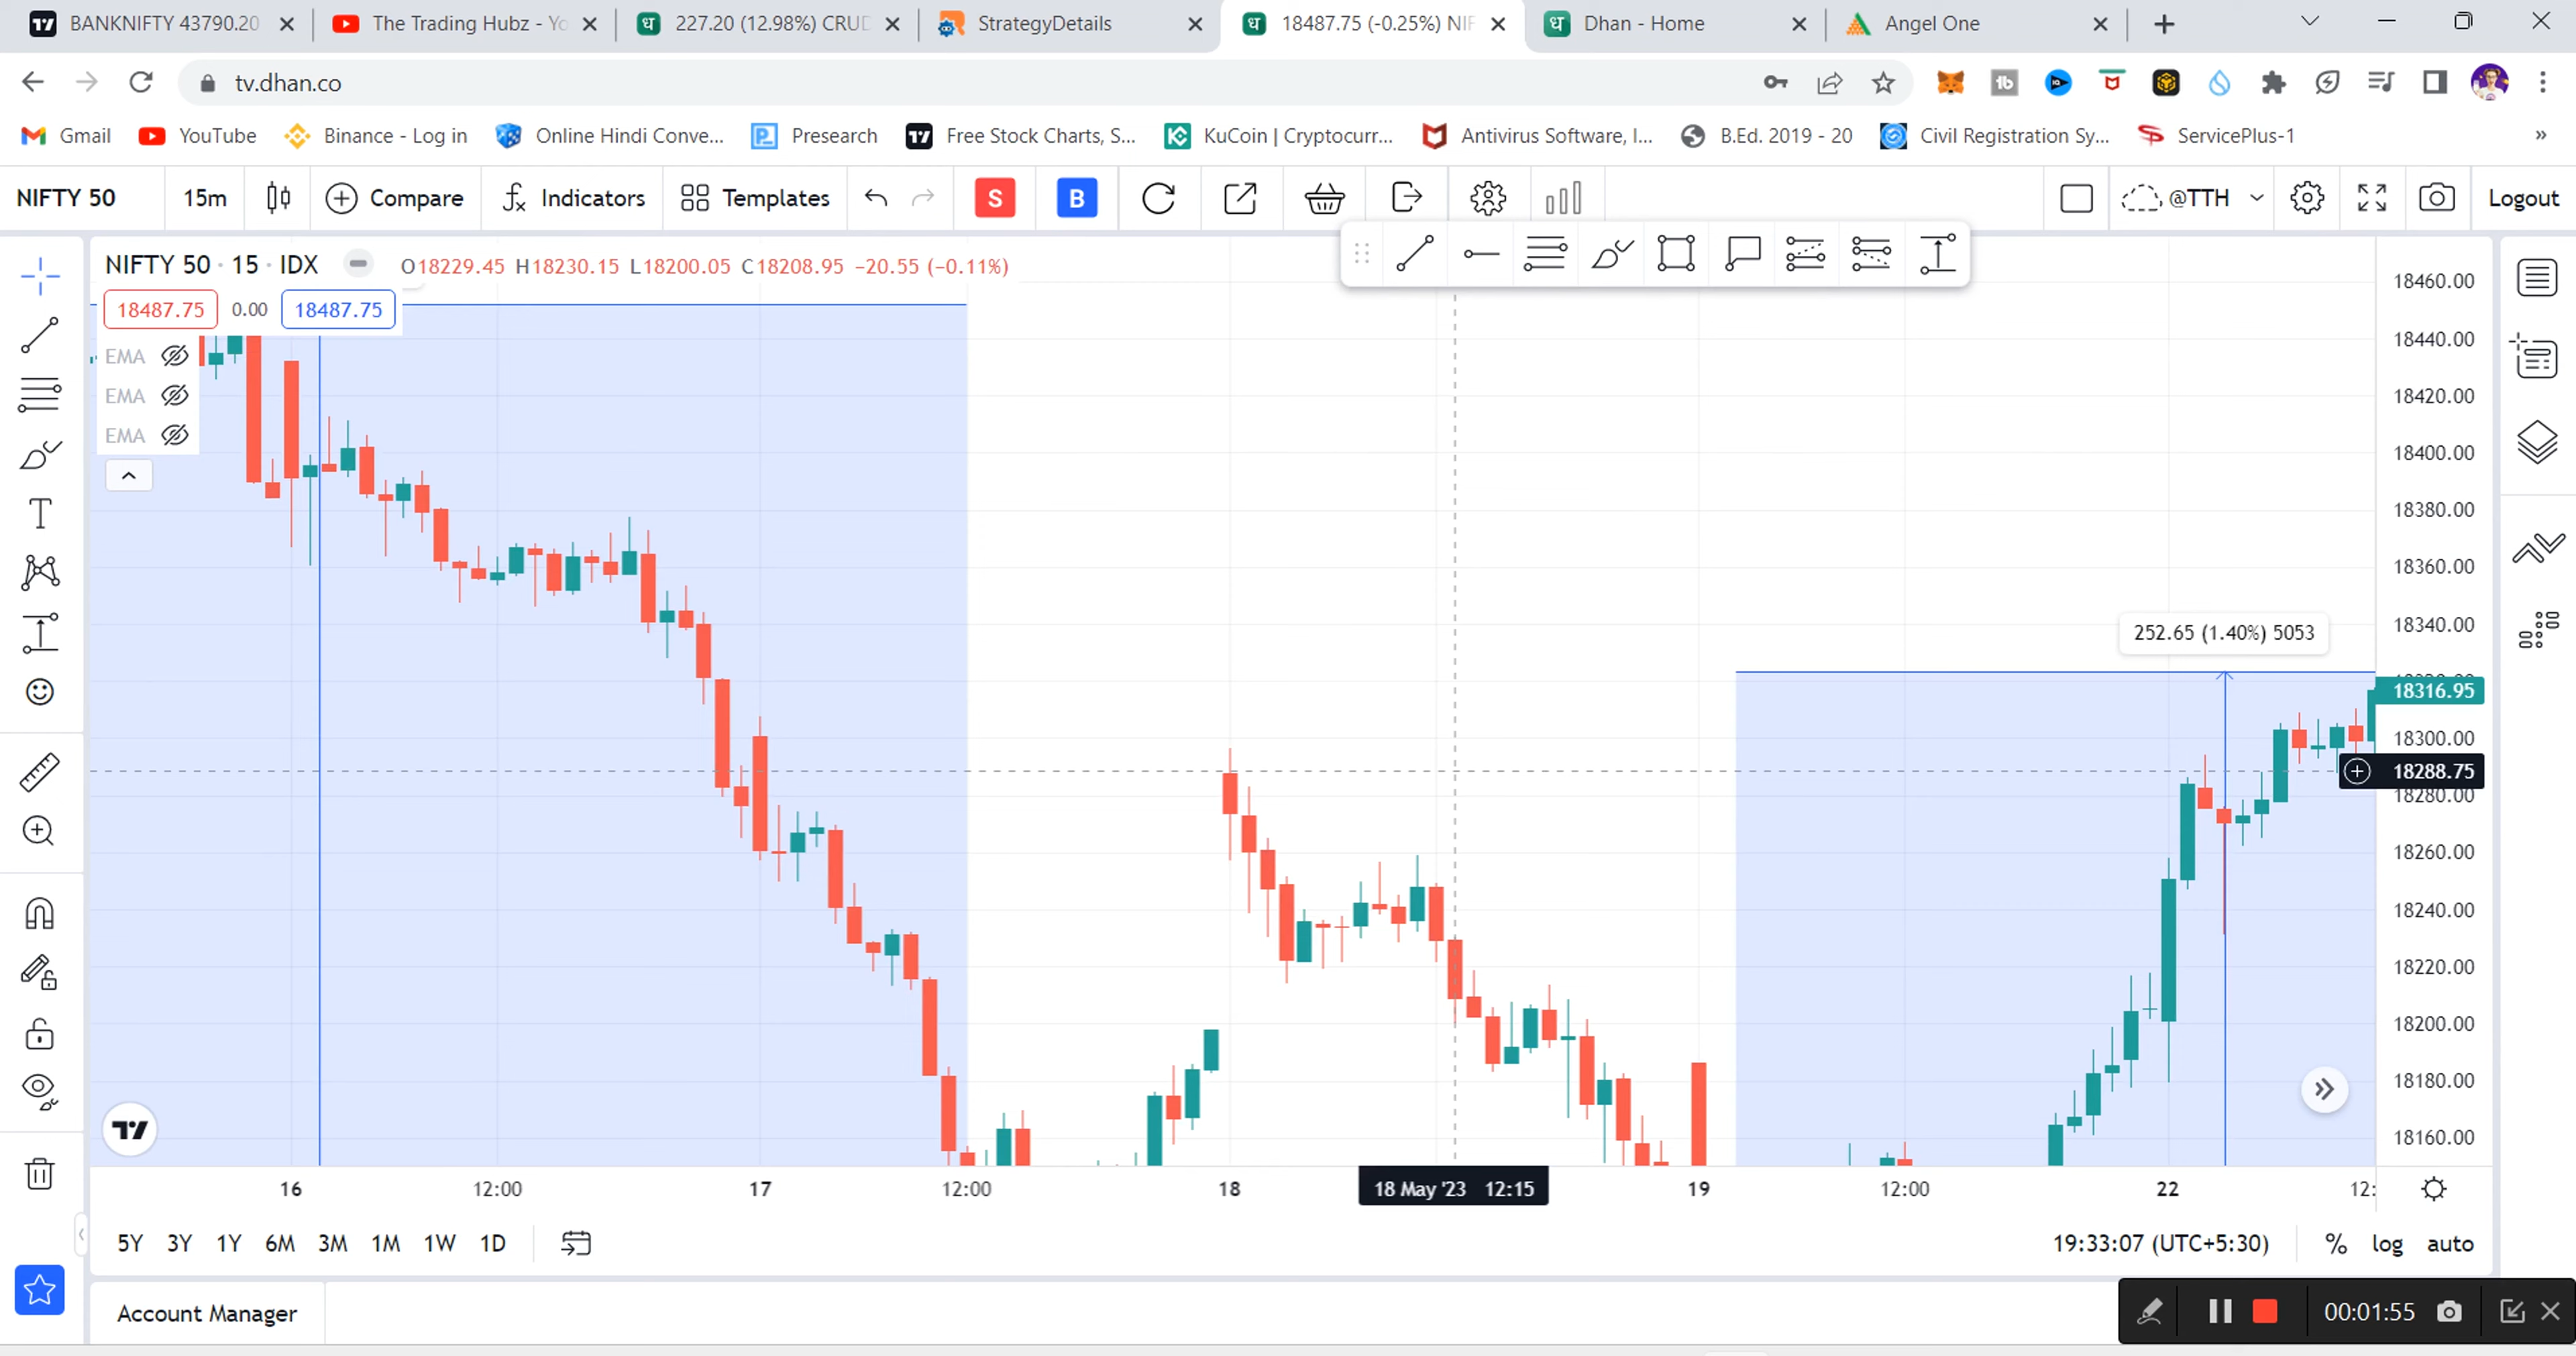 BANKNIFTY 43790.20
The Trading Hubz - Yo
227.20 (12.98%) CRUD
StrategyDetails
18487.75 (-0.25%) NIF
Dhan - Home
Angel One
tv.dhan.co
Gmail
YouTube
Binance - Log in
Online Hindi Conve...
Presearch
Free Stock Charts, S...
KuCoin | Cryptocurr...
Antivirus Software, I...
B.Ed. 2019 - 20
Civil Registration Sy...
ServicePlus-1
»
NIFTY 50
15m
Compare
Indicators
Templates
S
B
@TTH
Logout
NIFTY 50 · 15 · IDX
O18229.45 H18230.15 L18200.05 C18208.95 −20.55 (−0.11%)
18487.75
0.00
18487.75
EMA
EMA
EMA
252.65 (1.40%) 5053
18460.00
18440.00
18420.00
18400.00
18380.00
18360.00
18340.00
18316.95
18300.00
18288.75
18280.00
18260.00
18240.00
18220.00
18200.00
18180.00
18160.00
16
12:00
17
12:00
18
18 May '23 12:15
19
12:00
22
12:
5Y 3Y 1Y 6M 3M 1M 1W 1D
19:33:07 (UTC+5:30)
%
log
auto
Account Manager
00:01:55